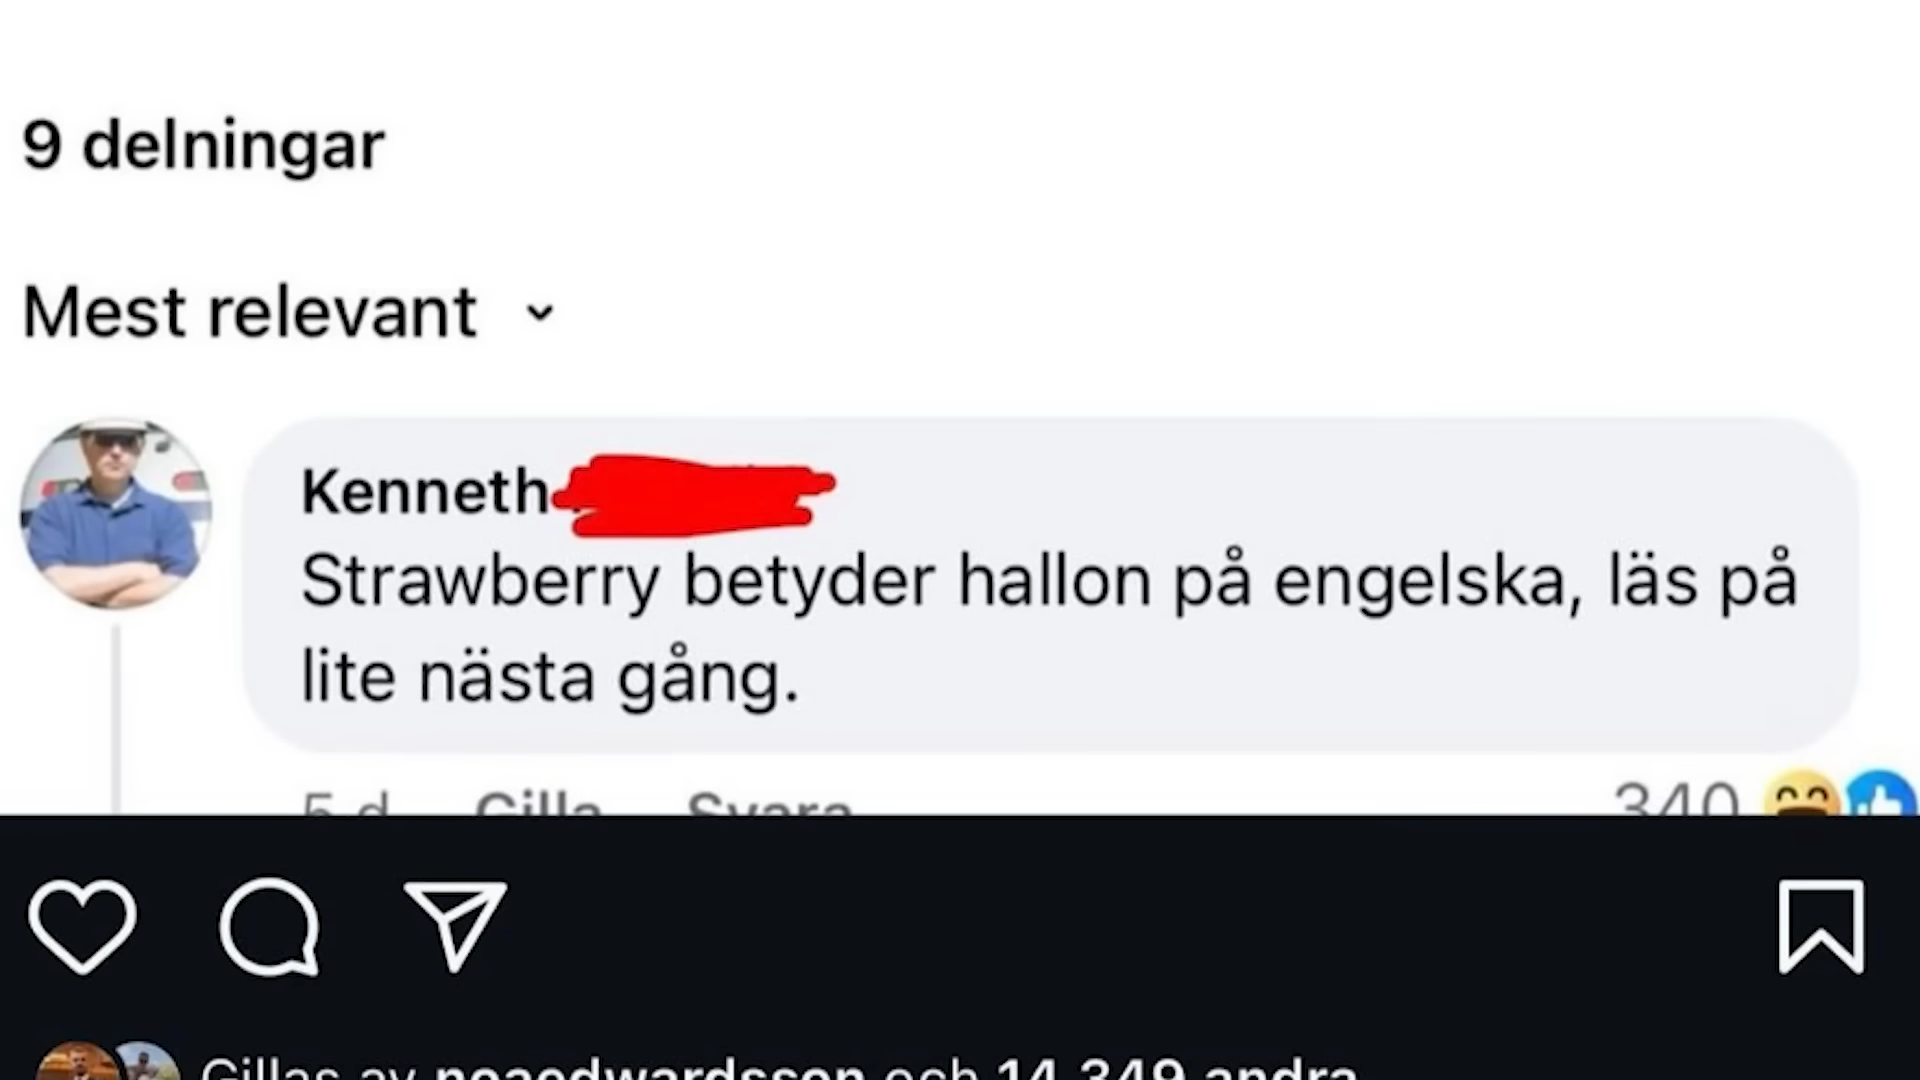 9 delningar
Mest relevant
Kenneth
Strawberry betyder hallon på engelska, läs på
lite nästa gång.
5 d Gilla Svara 340
Gillas av noaedwardsson och 14 349 andra